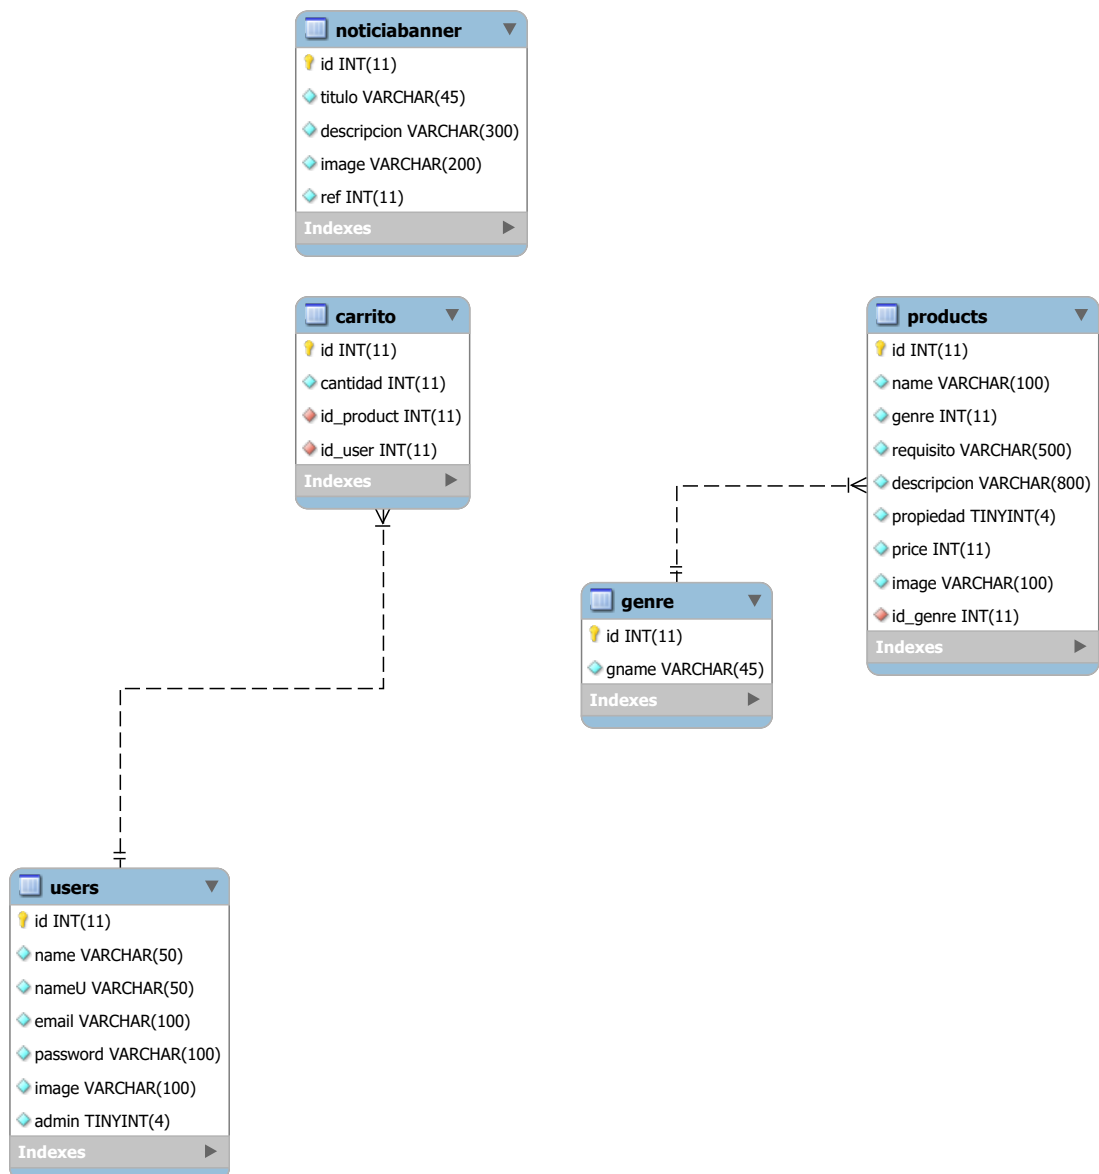 noticiabanner
id INT(11)
titulo VARCHAR(45)
descripcion VARCHAR(300)
image VARCHAR(200)
ref INT(11)
Indexes
carrito
id INT(11)
cantidad INT(11)
id_product INT(11)
id_user INT(11)
Indexes
products
id INT(11)
name VARCHAR(100)
genre INT(11)
requisito VARCHAR(500)
descripcion VARCHAR(800)
propiedad TINYINT(4)
price INT(11)
image VARCHAR(100)
id_genre INT(11)
Indexes
genre
id INT(11)
gname VARCHAR(45)
Indexes
users
id INT(11)
name VARCHAR(50)
nameU VARCHAR(50)
email VARCHAR(100)
password VARCHAR(100)
image VARCHAR(100)
admin TINYINT(4)
Indexes